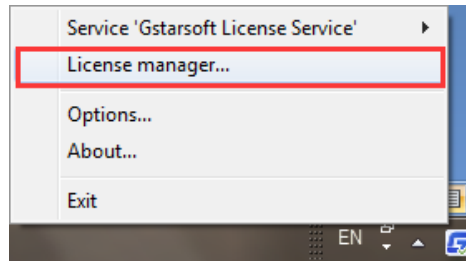 Service 'Gstarsoft License Service'
License manager...
Options...
About...
Exit
EN